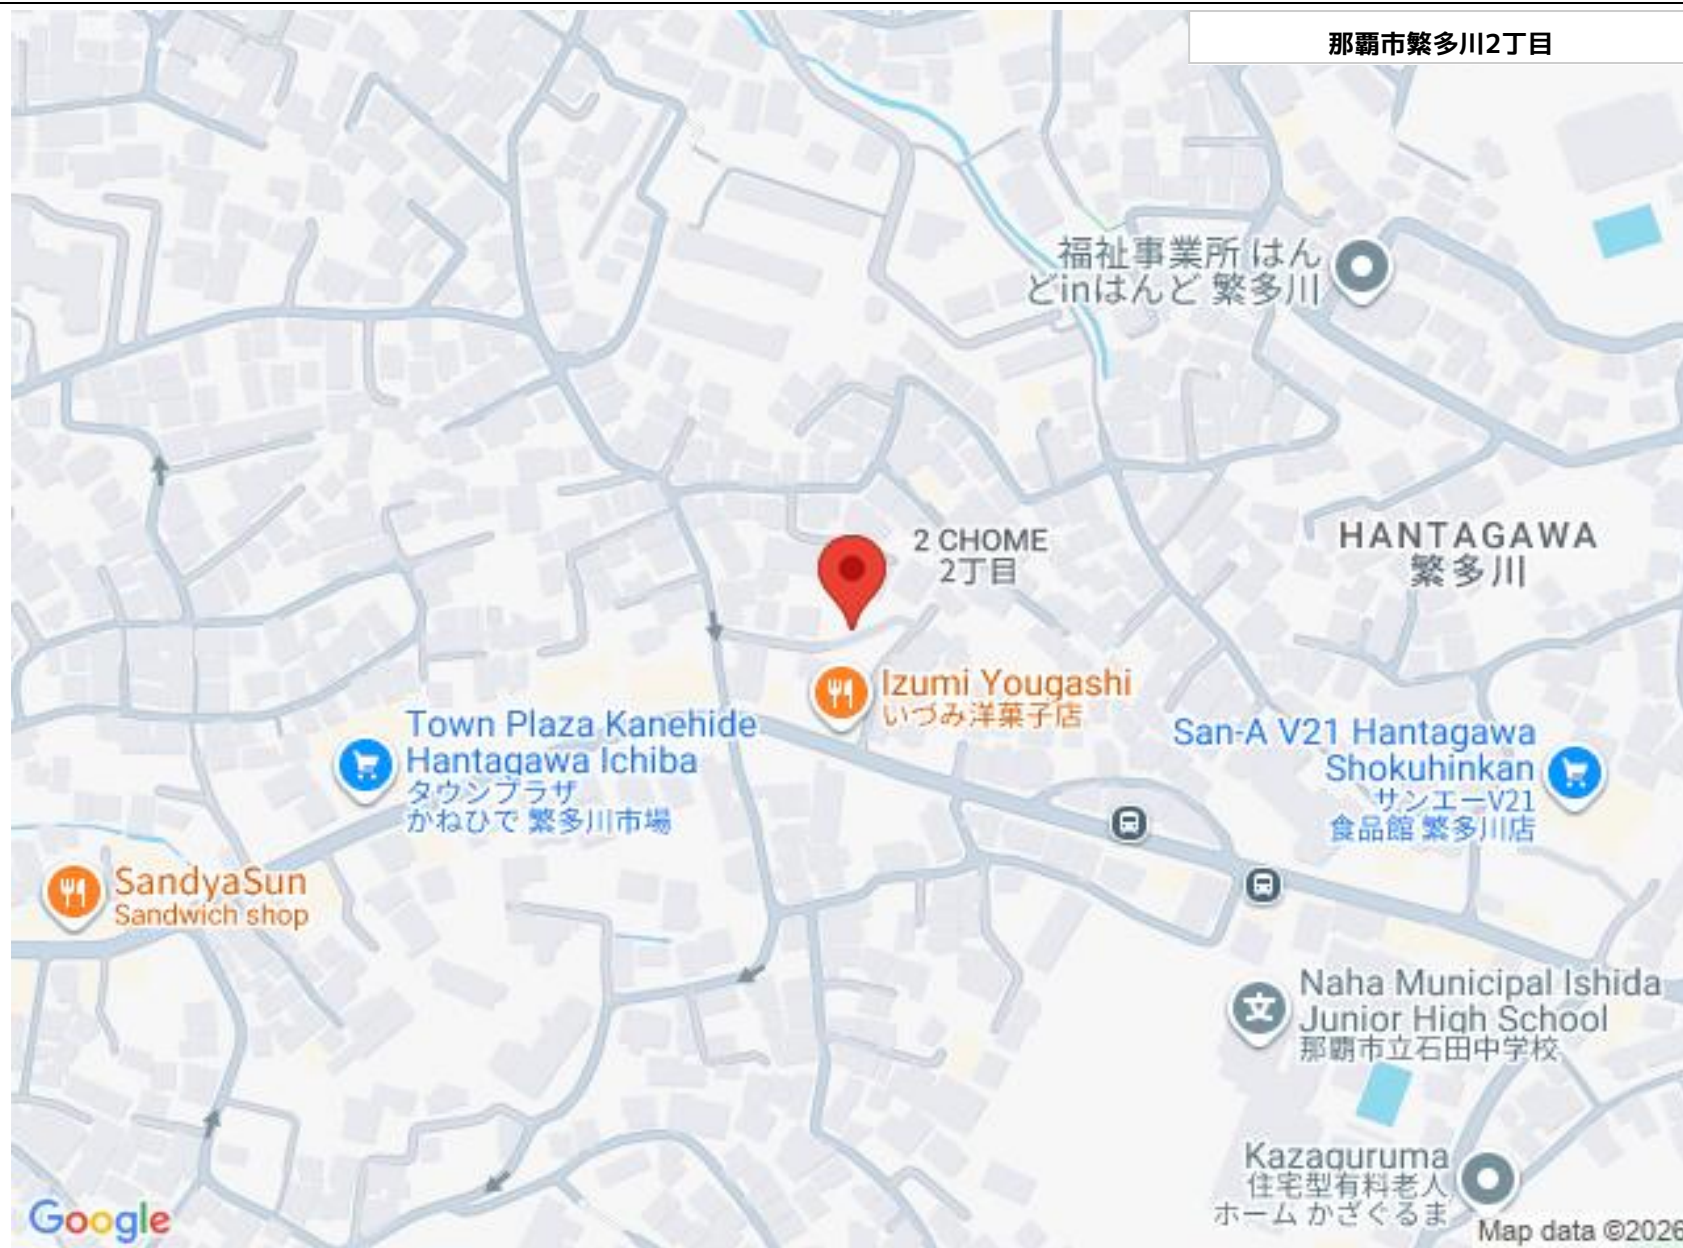 那覇市繁多川2丁目
福祉事業所 はん
どinはんど 繁多川
2 CHOME
2丁目
HANTAGAWA
繁多川
Izumi Yougashi
いづみ洋菓子店
Town Plaza Kanehide
Hantagawa Ichiba
タウンプラザ
かねひで 繁多川市場
San-A V21 Hantagawa
Shokuhinkan
サンエーV21
食品館 繁多川店
SandyaSun
Sandwich shop
Naha Municipal Ishida
Junior High School
那覇市立石田中学校
文
Kazaguruma
住宅型有料老人
ホーム かざぐるま
Google
Map data ©2026